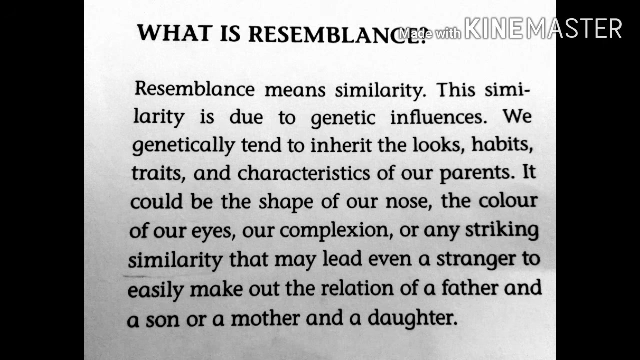 WHAT IS RESEMBLANCE?
Made with KINEMASTER
Resemblance means similarity. This simi-
larity is due to genetic influences. We
genetically tend to inherit the looks, habits,
traits, and characteristics of our parents. It
could be the shape of our nose, the colour
of our eyes, our complexion, or any striking
similarity that may lead even a stranger to
easily make out the relation of a father and
a son or a mother and a daughter.